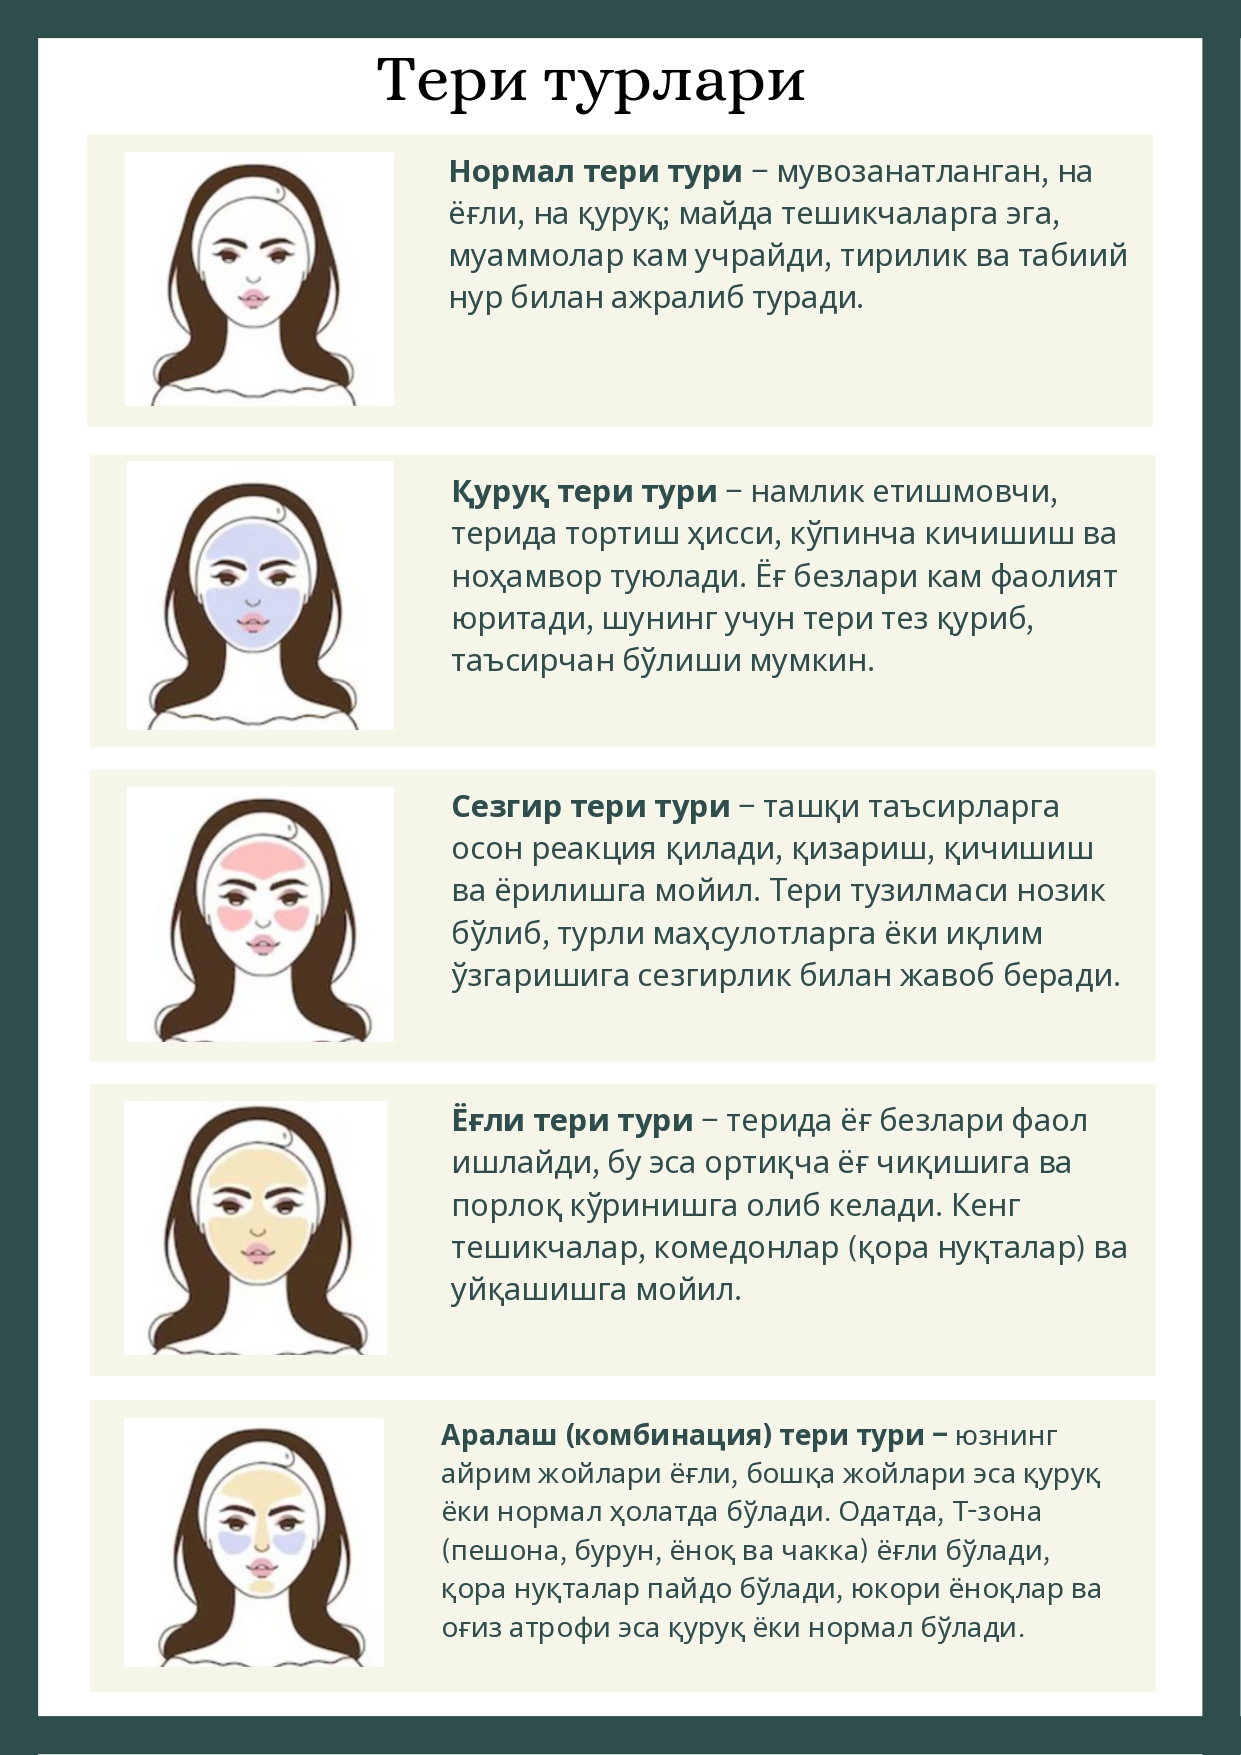 Тери турлари
Нормал тери тури – мувозанатланган, на
ёғли, на қуруқ; майда тешикчаларга эга,
муаммолар кам учрайди, тирилик ва табиий
нур билан ажралиб туради.
Қуруқ тери тури – намлик етишмовчи,
терида тортиш ҳисси, кўпинча кичишиш ва
ноҳамвор туюлади. Ёғ безлари кам фаолият
юритади, шунинг учун тери тез қуриб,
таъсирчан бўлиши мумкин.
Сезгир тери тури – ташқи таъсирларга
осон реакция қилади, қизариш, қичишиш
ва ёрилишга мойил. Тери тузилмаси нозик
бўлиб, турли маҳсулотларга ёки иқлим
ўзгаришига сезгирлик билан жавоб беради.
Ёғли тери тури – терида ёғ безлари фаол
ишлайди, бу эса ортиқча ёғ чиқишига ва
порлоқ кўринишга олиб келади. Кенг
тешикчалар, комедонлар (қора нуқталар) ва
уйқашишга мойил.
Аралаш (комбинация) тери тури – юзнинг
айрим жойлари ёғли, бошқа жойлари эса қуруқ
ёки нормал ҳолатда бўлади. Одатда, Т-зона
(пешона, бурун, ёноқ ва чакка) ёғли бўлади,
қора нуқталар пайдо бўлади, юкори ёноқлар ва
оғиз атрофи эса қуруқ ёки нормал бўлади.